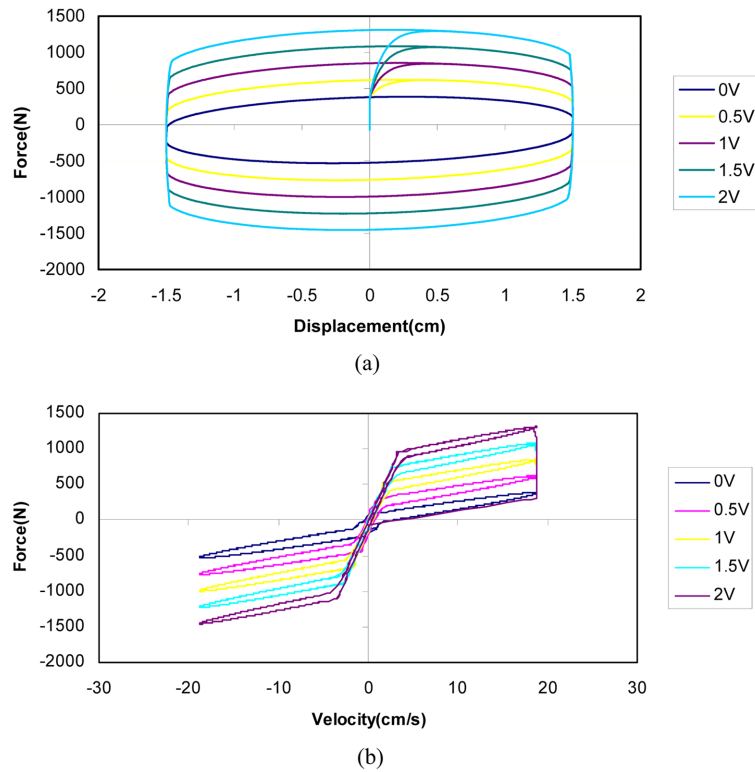 1500
1000
500
0
-500
-1000
-1500
-2000
Force(N)
-2 -1.5 -1 -0.5 0 0.5 1 1.5 2
Displacement(cm)
0V
0.5V
1V
1.5V
2V
(a)
1500
1000
500
0
-500
-1000
-1500
-2000
Force(N)
-30 -20 -10 0 10 20 30
Velocity(cm/s)
0V
0.5V
1V
1.5V
2V
(b)